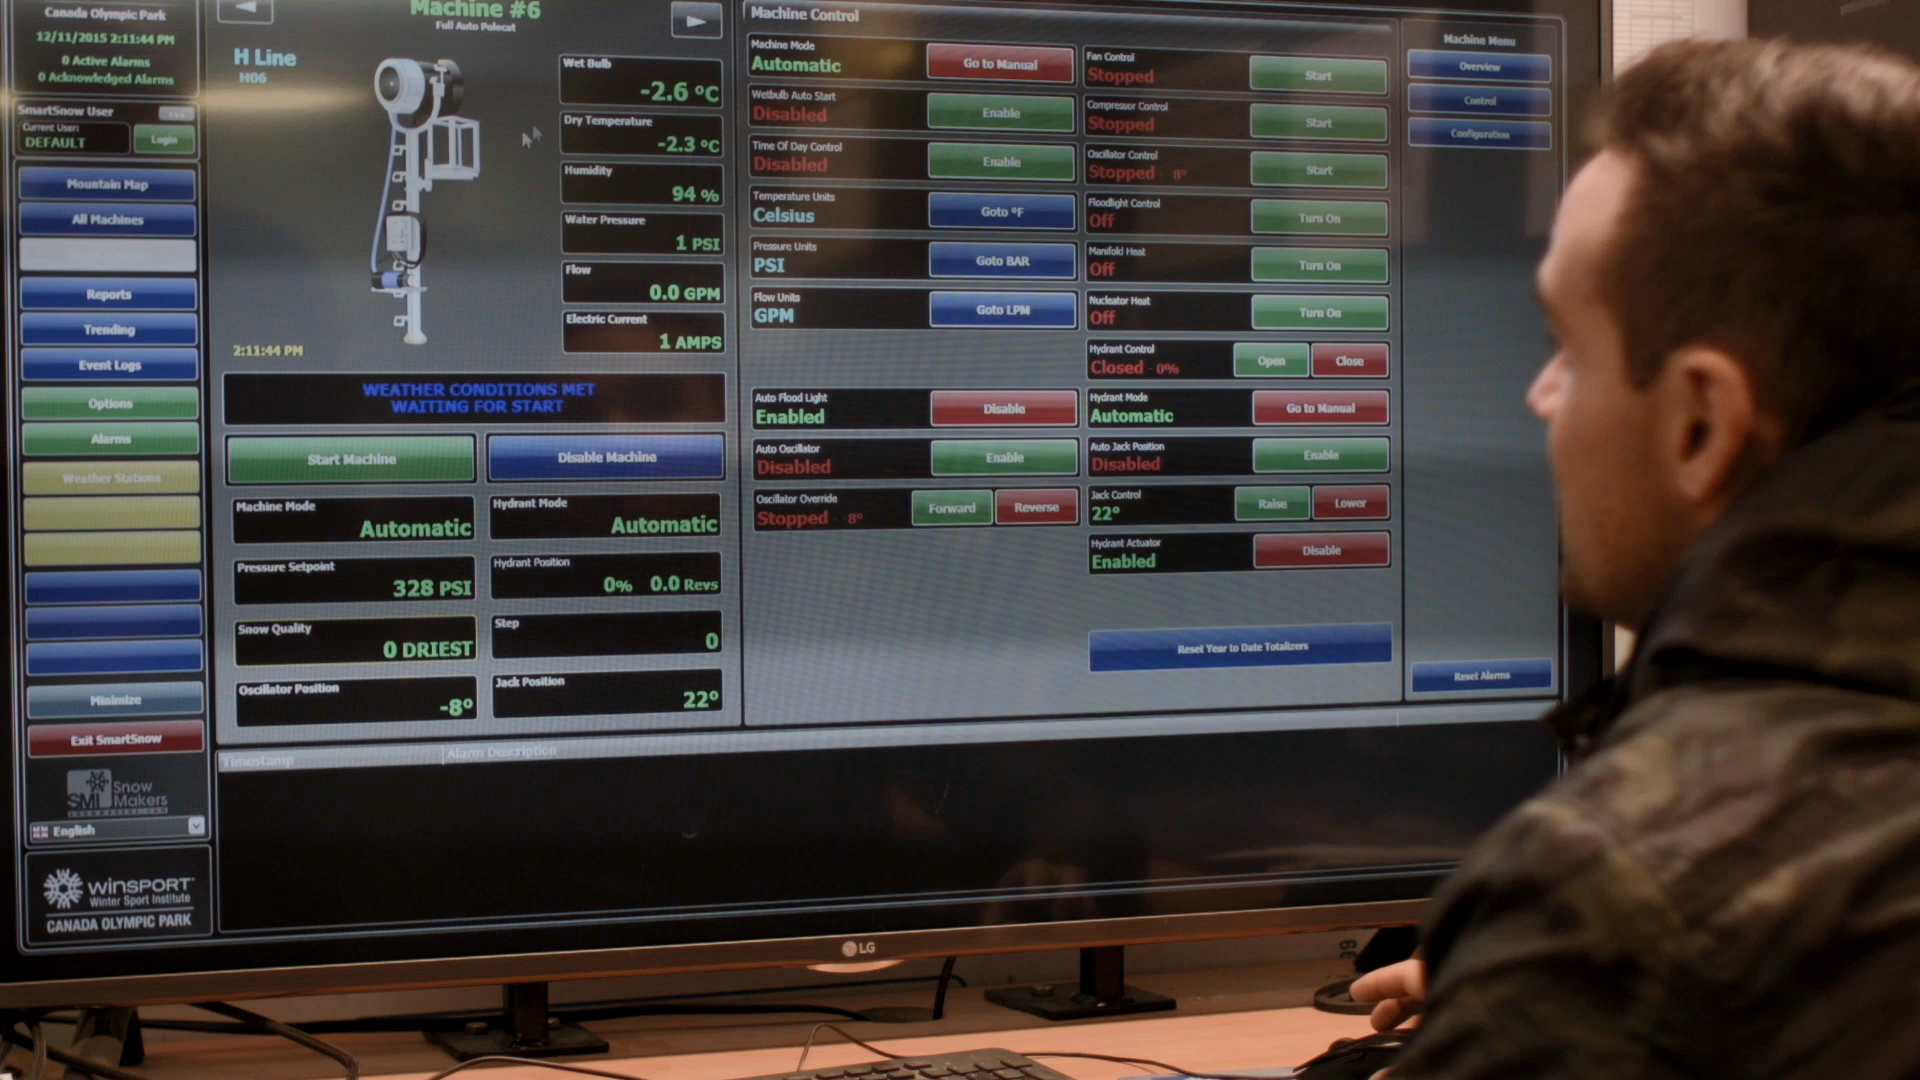 Canada Olympic Park
12/11/2015 2:11:44 PM
0 Active Alarms
0 Acknowledged Alarms
SmartSnow User
...
Current User:
DEFAULT
Login
Mountain Map
All Machines
Reports
Trending
Event Logs
Options
Alarms
Weather Stations
Minimize
Exit SmartSnow
SMI Snow Makers
English
WINSPORT
Winter Sport Institute
CANADA OLYMPIC PARK
Machine #6
Full Auto Polecat
H Line
H06
2:11:44 PM
Wet Bulb
-2.6 ºC
Dry Temperature
-2.3 ºC
Humidity
94 %
Water Pressure
1 PSI
Flow
0.0 GPM
Electric Current
1 AMPS
WEATHER CONDITIONS MET
WAITING FOR START
Start Machine
Disable Machine
Machine Mode
Automatic
Hydrant Mode
Automatic
Pressure Setpoint
328 PSI
Hydrant Position
0% 0.0 Revs
Snow Quality
0 DRIEST
Step
0
Oscillator Position
-8º
Jack Position
22º
Timestamp
Alarm Description
Machine Control
Machine Mode
Automatic
Go to Manual
Wetbulb Auto Start
Disabled
Enable
Time Of Day Control
Disabled
Enable
Temperature Units
Celsius
Goto ºF
Pressure Units
PSI
Goto BAR
Flow Units
GPM
Goto LPM
Auto Flood Light
Enabled
Disable
Auto Oscillator
Disabled
Enable
Oscillator Override
Stopped - -8º
Forward
Reverse
Fan Control
Stopped
Start
Compressor Control
Stopped
Start
Oscillator Control
Stopped - -8º
Start
Floodlight Control
Off
Turn On
Manifold Heat
Off
Turn On
Nucleator Heat
Off
Turn On
Hydrant Control
Closed - 0%
Open
Close
Hydrant Mode
Automatic
Go to Manual
Auto Jack Position
Disabled
Enable
Jack Control
22º
Raise
Lower
Hydrant Actuator
Enabled
Disable
Reset Year to Date Totalizers
Machine Menu
Overview
Control
Configuration
Reset Alarms
LG